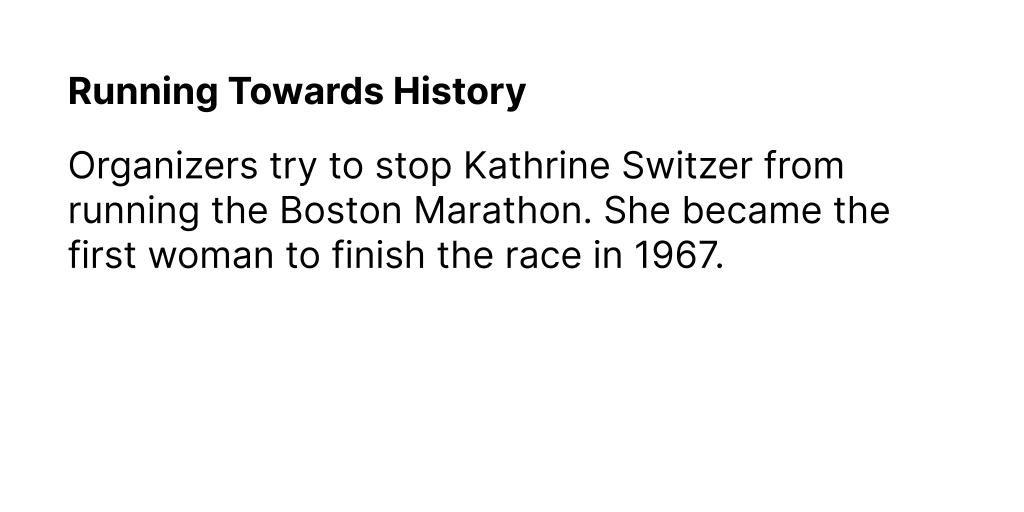 Running Towards History
Organizers try to stop Kathrine Switzer from
running the Boston Marathon. She became the
first woman to finish the race in 1967.